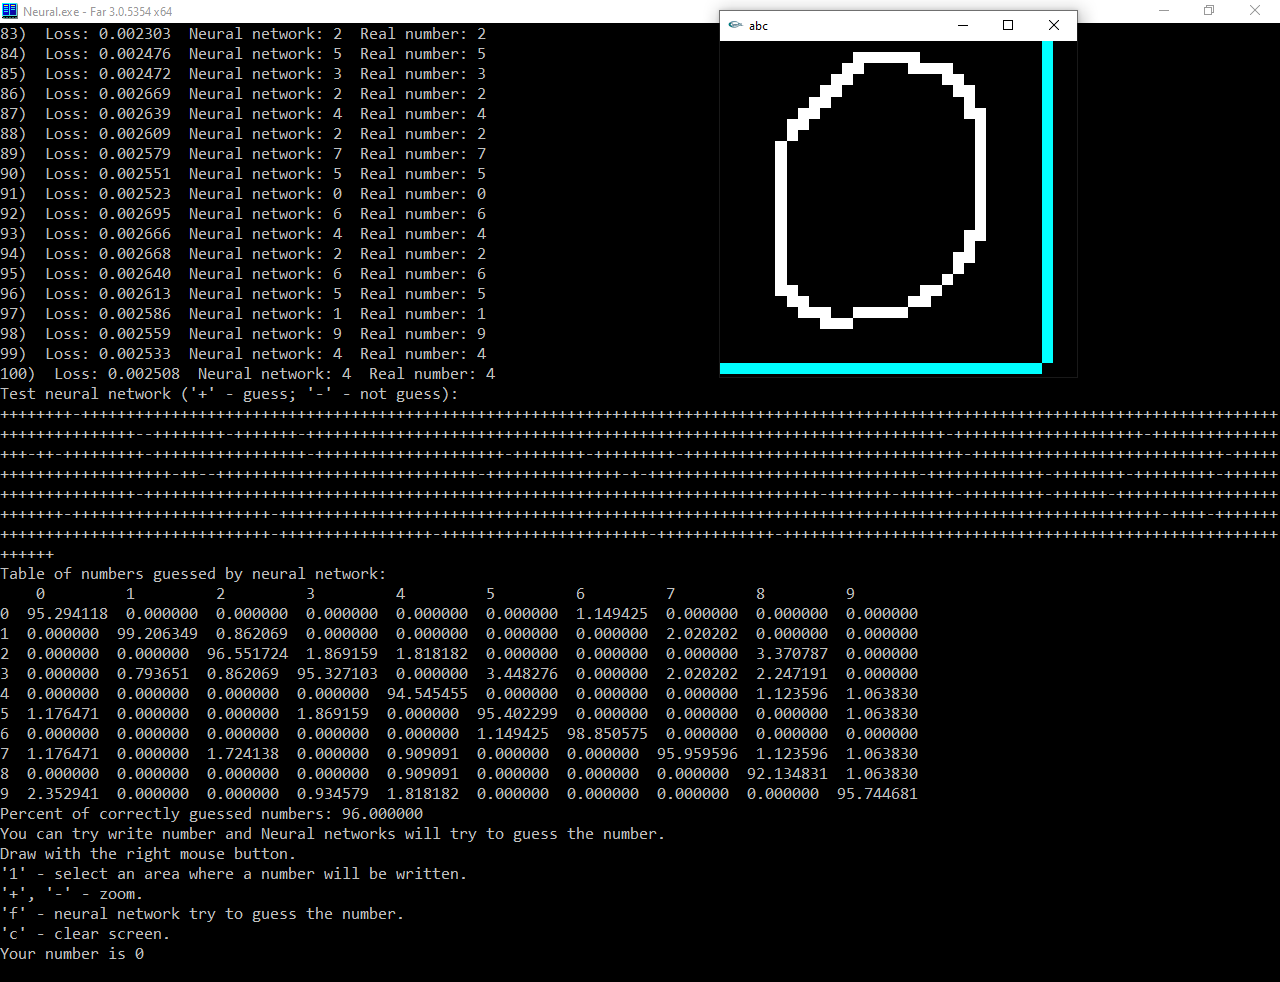 Neural.exe - Far 3.0.5354 x64
abc
83)  Loss: 0.002303  Neural network: 2  Real number: 2
84)  Loss: 0.002476  Neural network: 5  Real number: 5
85)  Loss: 0.002472  Neural network: 3  Real number: 3
86)  Loss: 0.002669  Neural network: 2  Real number: 2
87)  Loss: 0.002639  Neural network: 4  Real number: 4
88)  Loss: 0.002609  Neural network: 2  Real number: 2
89)  Loss: 0.002579  Neural network: 7  Real number: 7
90)  Loss: 0.002551  Neural network: 5  Real number: 5
91)  Loss: 0.002523  Neural network: 0  Real number: 0
92)  Loss: 0.002695  Neural network: 6  Real number: 6
93)  Loss: 0.002666  Neural network: 4  Real number: 4
94)  Loss: 0.002668  Neural network: 2  Real number: 2
95)  Loss: 0.002640  Neural network: 6  Real number: 6
96)  Loss: 0.002613  Neural network: 5  Real number: 5
97)  Loss: 0.002586  Neural network: 1  Real number: 1
98)  Loss: 0.002559  Neural network: 9  Real number: 9
99)  Loss: 0.002533  Neural network: 4  Real number: 4
100)  Loss: 0.002508  Neural network: 4  Real number: 4
Test neural network ('+' - guess; '-' - not guess):
++++++
Table of numbers guessed by neural network:
0 1 2 3 4 5 6 7 8 9
0  95.294118  0.000000  0.000000  0.000000  0.000000  0.000000  1.149425  0.000000  0.000000  0.000000
1  0.000000  99.206349  0.862069  0.000000  0.000000  0.000000  0.000000  2.020202  0.000000  0.000000
2  0.000000  0.000000  96.551724  1.869159  1.818182  0.000000  0.000000  0.000000  3.370787  0.000000
3  0.000000  0.793651  0.862069  95.327103  0.000000  3.448276  0.000000  2.020202  2.247191  0.000000
4  0.000000  0.000000  0.000000  0.000000  94.545455  0.000000  0.000000  0.000000  1.123596  1.063830
5  1.176471  0.000000  0.000000  1.869159  0.000000  95.402299  0.000000  0.000000  0.000000  1.063830
6  0.000000  0.000000  0.000000  0.000000  0.000000  1.149425  98.850575  0.000000  0.000000  0.000000
7  1.176471  0.000000  1.724138  0.000000  0.909091  0.000000  0.000000  95.959596  1.123596  1.063830
8  0.000000  0.000000  0.000000  0.000000  0.909091  0.000000  0.000000  0.000000  92.134831  1.063830
9  2.352941  0.000000  0.000000  0.934579  1.818182  0.000000  0.000000  0.000000  0.000000  95.744681
Percent of correctly guessed numbers: 96.000000
You can try write number and Neural networks will try to guess the number.
Draw with the right mouse button.
'1' - select an area where a number will be written.
'+', '-' - zoom.
'f' - neural network try to guess the number.
'c' - clear screen.
Your number is 0